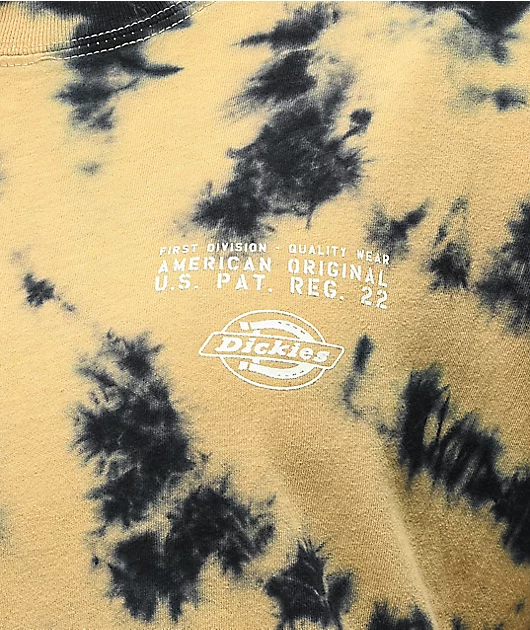 FIRST DIVISION - QUALITY WEAR
AMERICAN ORIGINAL
U.S. PAT. REG. 22
Dickies